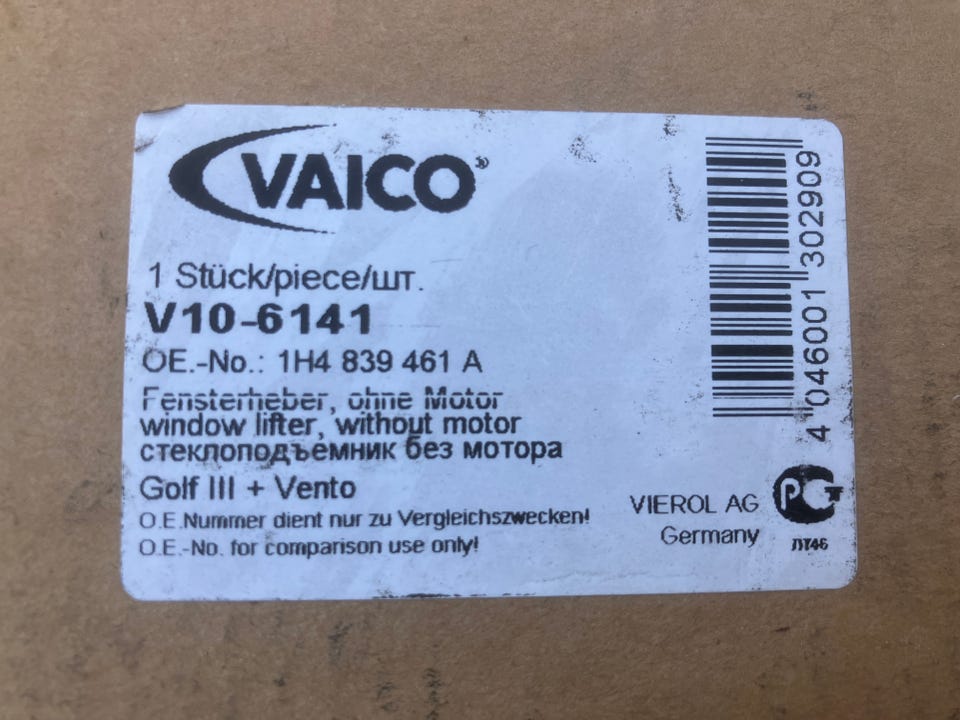 VAICO®
1 Stück/piece/шт.
V10-6141
OE.-No.: 1H4 839 461 A
Fensterheber, ohne Motor
window lifter, without motor
стеклоподъемник без мотора
Golf III + Vento
O.E.Nummer dient nur zu Vergleichszwecken!
O.E.-No. for comparison use only!
4 046001 302909
VIEROL AG
Germany
РСТ
ЛТ46